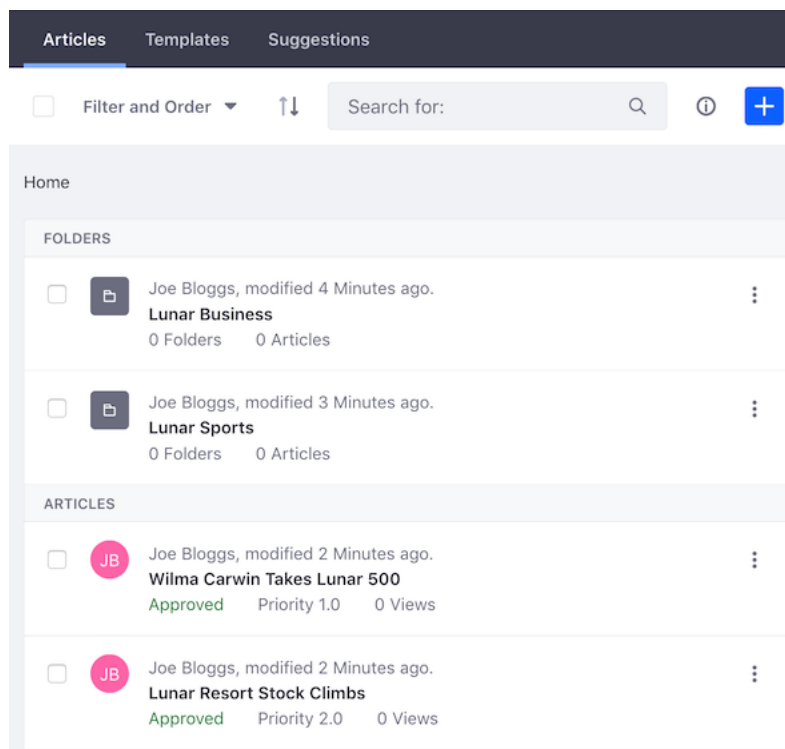 Articles Templates Suggestions
Filter and Order Search for:
Home
FOLDERS
Joe Bloggs, modified 4 Minutes ago.
Lunar Business
0 Folders 0 Articles
Joe Bloggs, modified 3 Minutes ago.
Lunar Sports
0 Folders 0 Articles
ARTICLES
JB Joe Bloggs, modified 2 Minutes ago.
Wilma Carwin Takes Lunar 500
Approved Priority 1.0 0 Views
JB Joe Bloggs, modified 2 Minutes ago.
Lunar Resort Stock Climbs
Approved Priority 2.0 0 Views